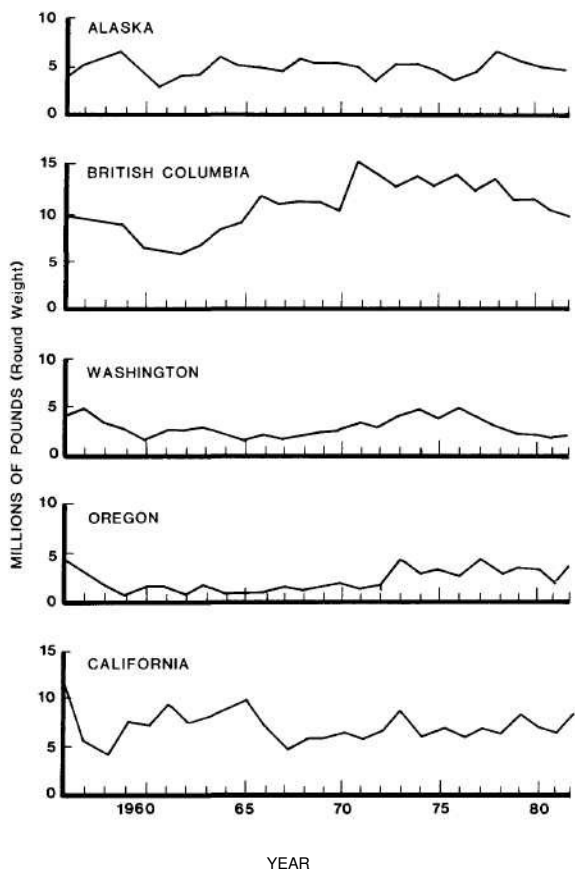 MILLIONS OF POUNDS (Round Weight)
ALASKA
10
5
0
BRITISH COLUMBIA
15
10
5
0
WASHINGTON
10
5
0
OREGON
10
5
0
CALIFORNIA
15
10
5
0
1960 65 70 75 80
YEAR